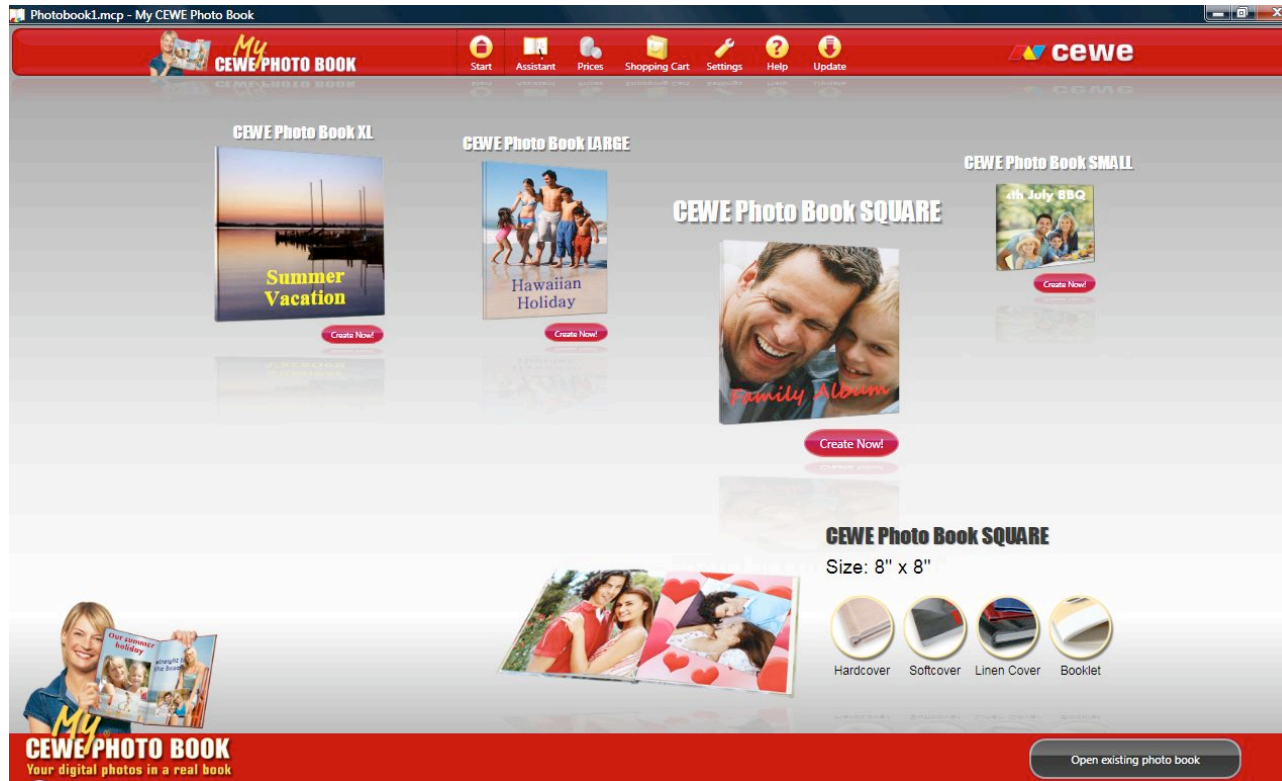 Photobook1.mcp - My CEWE Photo Book
My
CEWE PHOTO BOOK
Start
Assistant
Prices
Shopping Cart
Settings
Help
Update
cewe
CEWE Photo Book XL
Summer
Vacation
Create Now!
CEWE Photo Book LARGE
Hawaiian
Holiday
Create Now!
CEWE Photo Book SQUARE
Family Album
Create Now!
CEWE Photo Book SMALL
4th July BBQ
Create Now!
CEWE Photo Book SQUARE
Size: 8" x 8"
Hardcover
Softcover
Linen Cover
Booklet
Our summer
holiday
straight to
the beach
My
CEWE PHOTO BOOK
Your digital photos in a real book
Open existing photo book